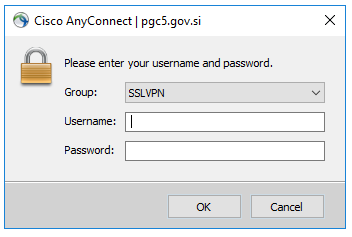 Cisco AnyConnect | pgc5.gov.si
Please enter your username and password.
Group: SSLVPN
Username:
Password:
OK Cancel